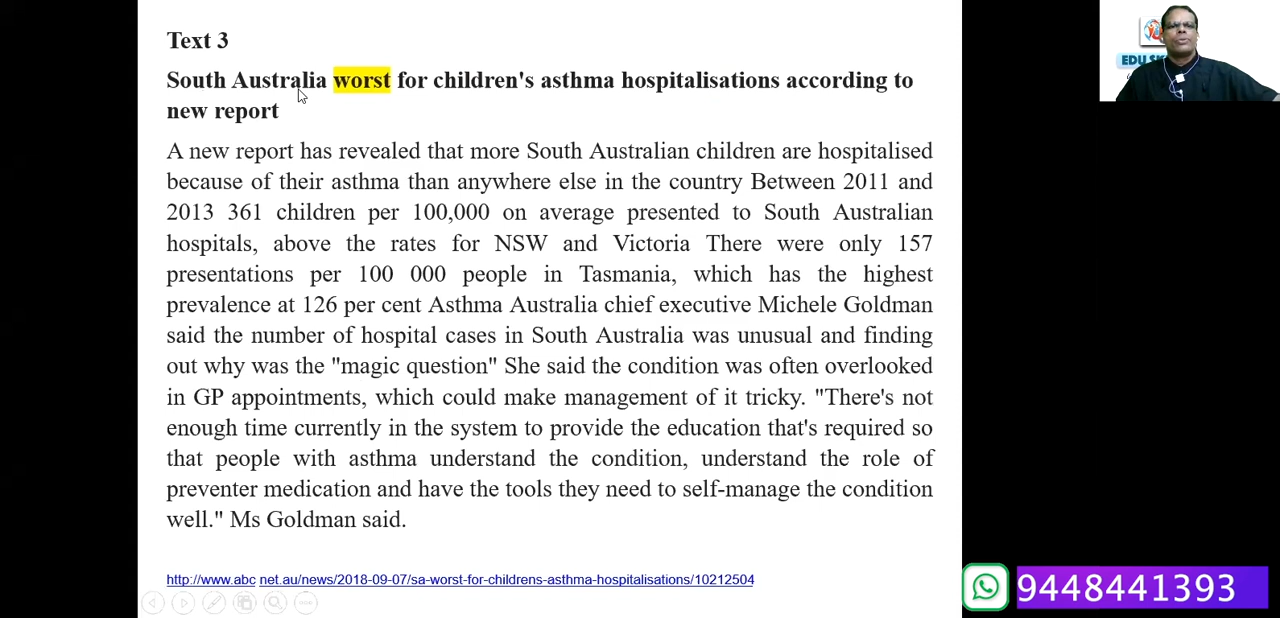 Text 3
South Australia worst for children's asthma hospitalisations according to
new report
A new report has revealed that more South Australian children are hospitalised
because of their asthma than anywhere else in the country Between 2011 and
2013 361 children per 100,000 on average presented to South Australian
hospitals, above the rates for NSW and Victoria There were only 157
presentations per 100 000 people in Tasmania, which has the highest
prevalence at 126 per cent Asthma Australia chief executive Michele Goldman
said the number of hospital cases in South Australia was unusual and finding
out why was the "magic question" She said the condition was often overlooked
in GP appointments, which could make management of it tricky. "There's not
enough time currently in the system to provide the education that's required so
that people with asthma understand the condition, understand the role of
preventer medication and have the tools they need to self-manage the condition
well." Ms Goldman said.
http://www.abc net.au/news/2018-09-07/sa-worst-for-childrens-asthma-hospitalisations/10212504
EDU
9448441393